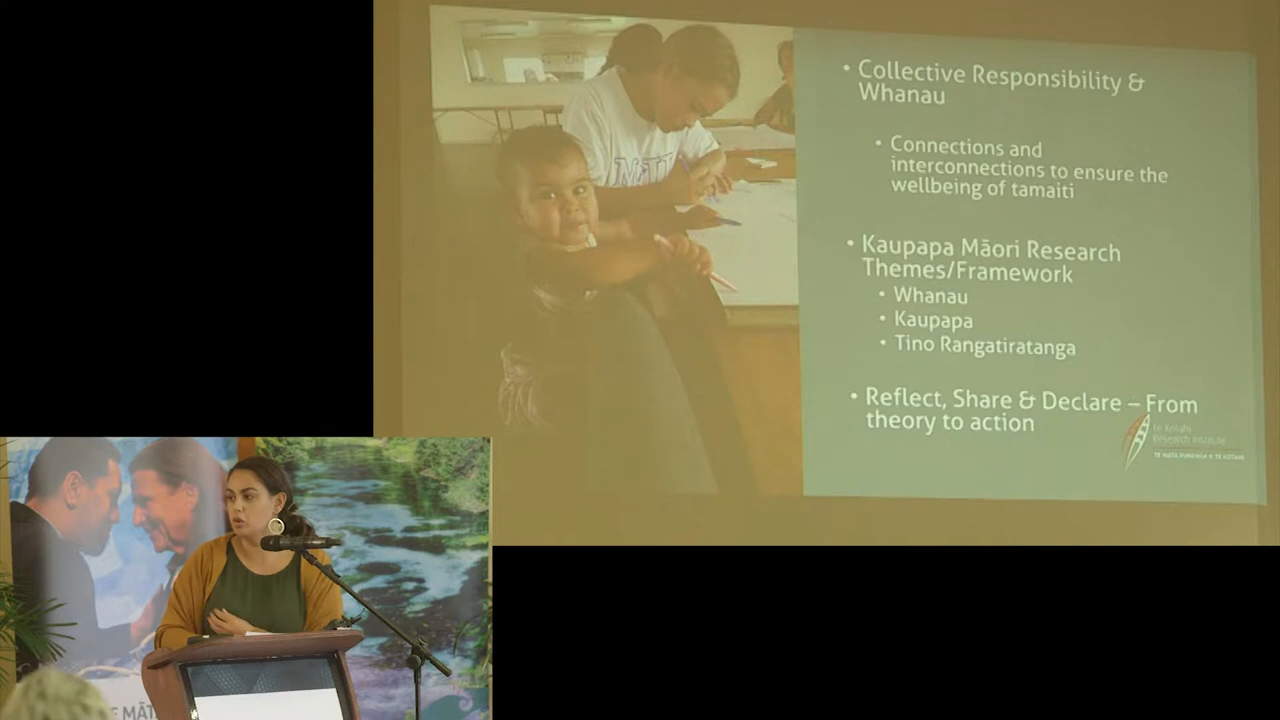 • Collective Responsibility &
Whanau
• Connections and
interconnections to ensure the
wellbeing of tamaiti
• Kaupapa Māori Research
Themes/Framework
• Whanau
• Kaupapa
• Tino Rangatiratanga
• Reflect, Share & Declare – From
theory to action
Te Kotahi
Research Institute